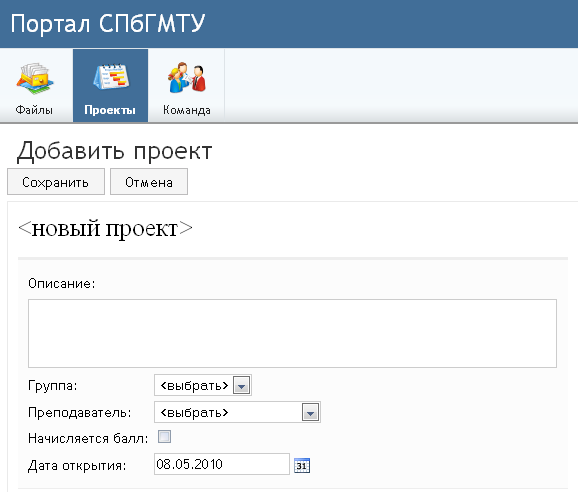 Портал СПбГМТУ
Файлы Проекты Команда
Добавить проект
Сохранить Отмена
<новый проект>
Описание:
Группа: <выбрать>
Преподаватель: <выбрать>
Начисляется балл:
Дата открытия: 08.05.2010 31